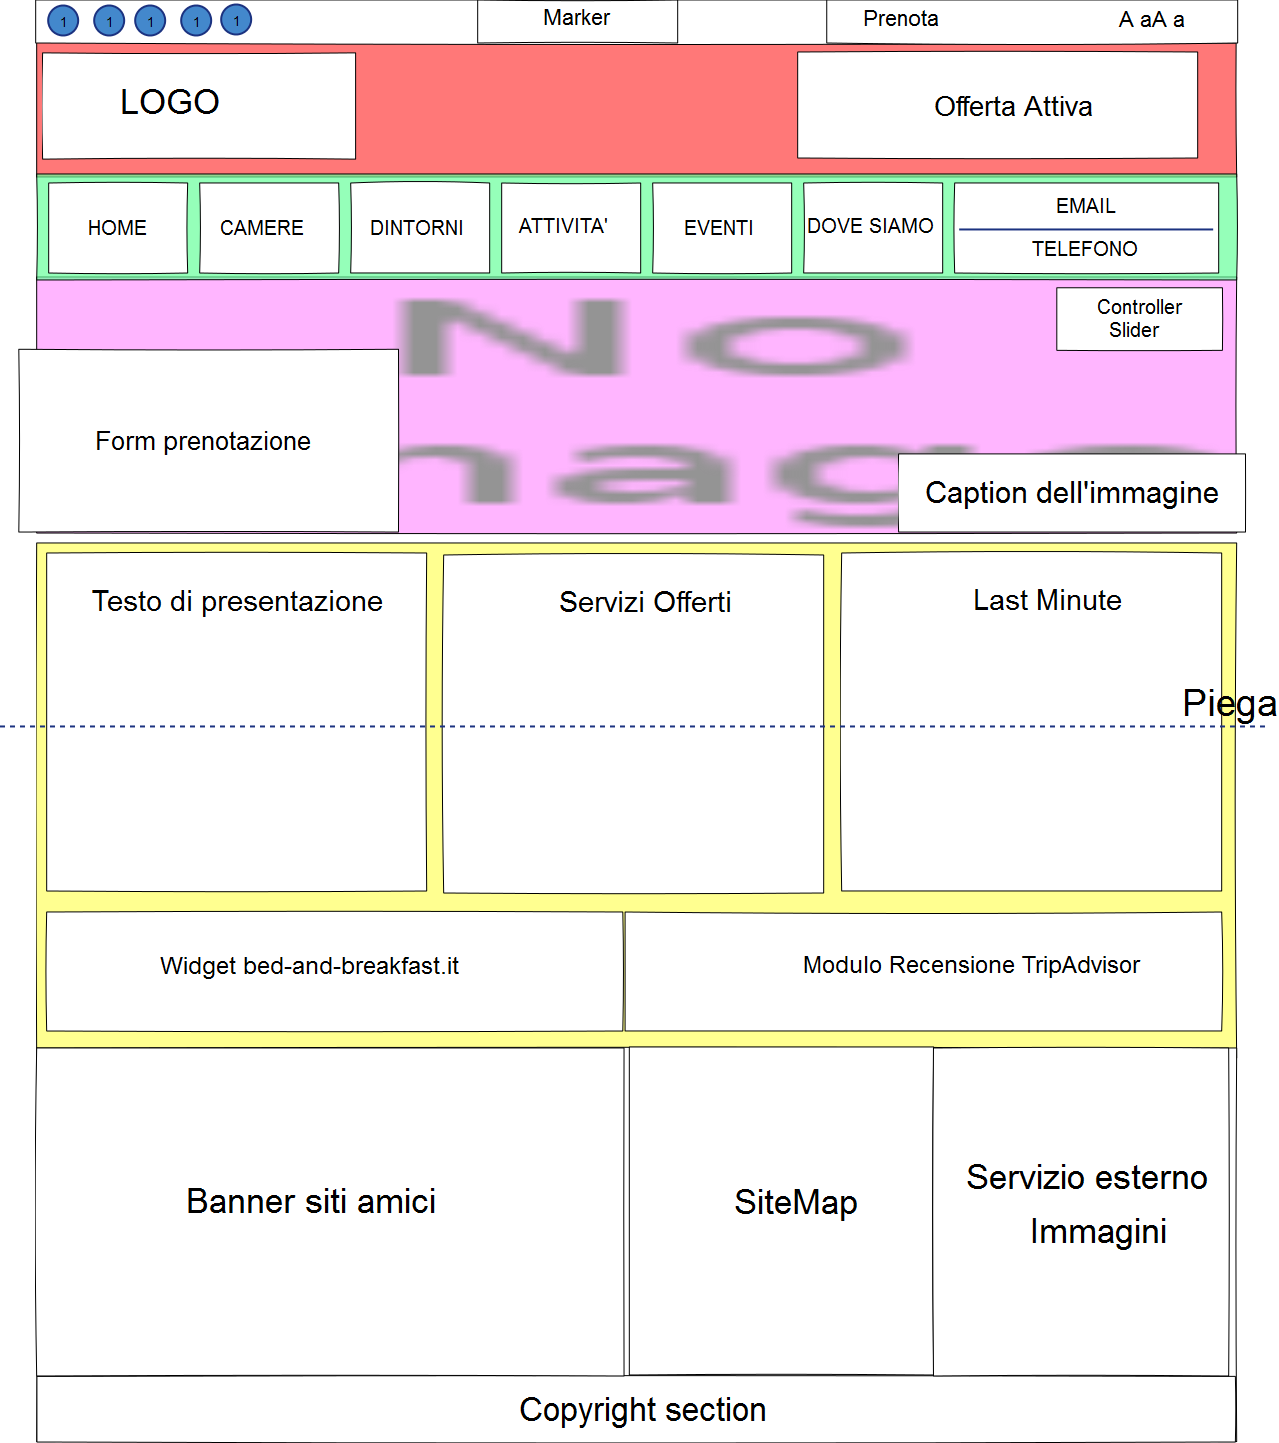 1 1 1 1 1
Marker
Prenota
A aA a
LOGO
Offerta Attiva
HOME
CAMERE
DINTORNI
ATTIVITA'
EVENTI
DOVE SIAMO
EMAIL
TELEFONO
No
Controller
Slider
Form prenotazione
Caption dell'immagine
Testo di presentazione
Servizi Offerti
Last Minute
Piega
Widget bed-and-breakfast.it
Modulo Recensione TripAdvisor
Banner siti amici
SiteMap
Servizio esterno
Immagini
Copyright section